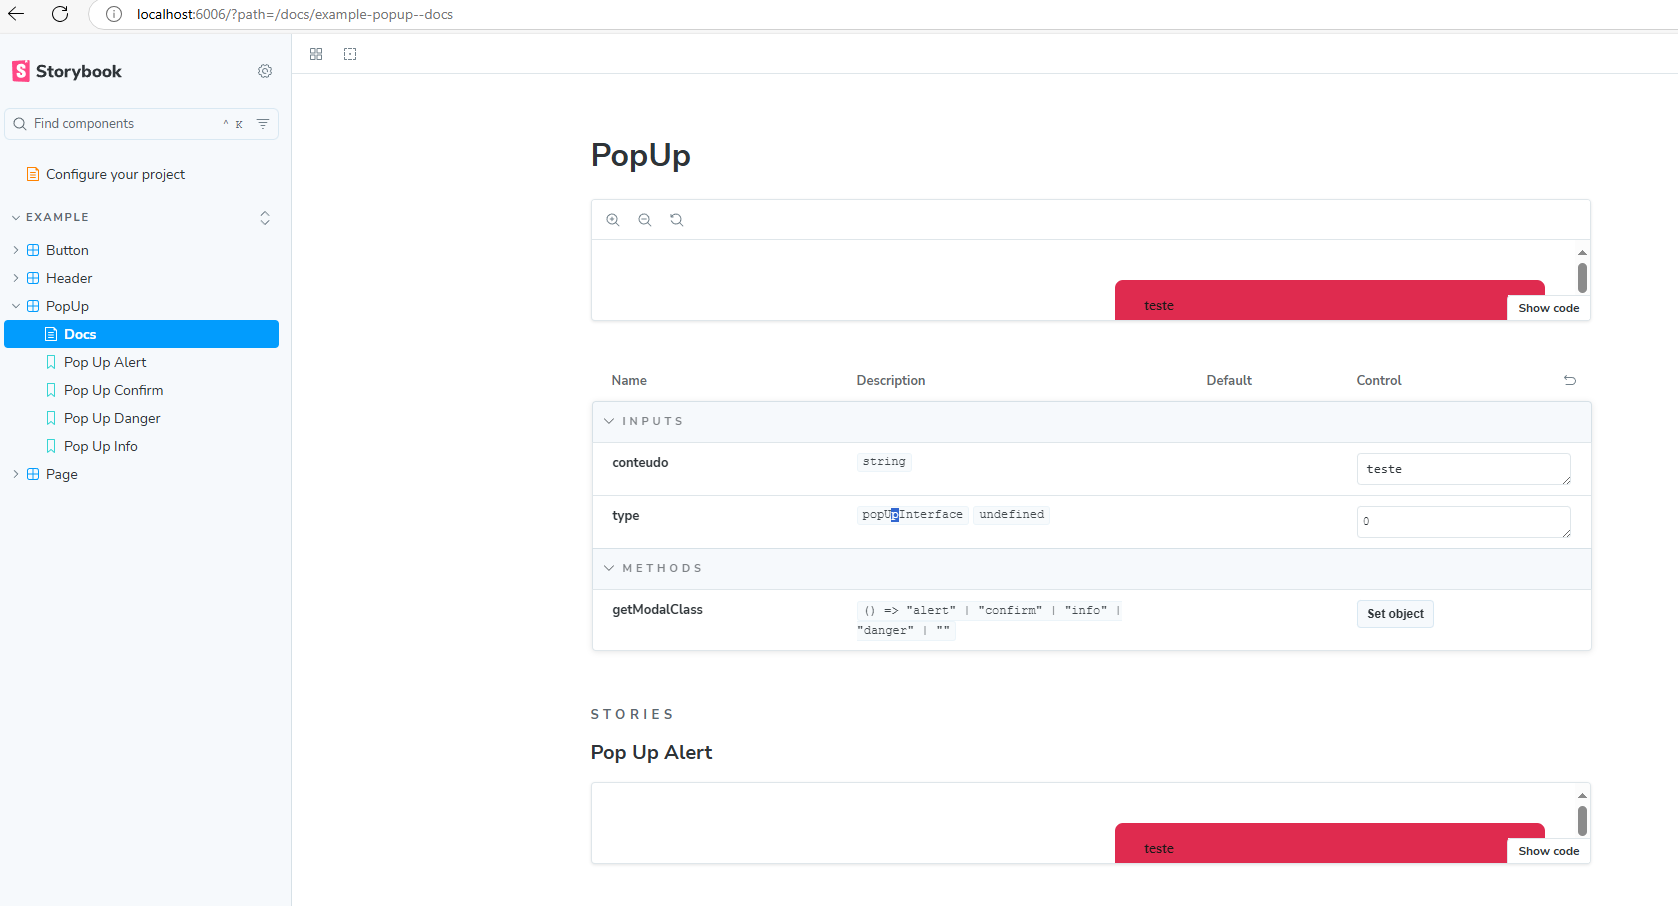 localhost:6006/?path=/docs/example-popup--docs
Storybook
Find components
^ K
Configure your project
EXAMPLE
Button
Header
PopUp
Docs
Pop Up Alert
Pop Up Confirm
Pop Up Danger
Pop Up Info
Page
PopUp
teste
Show code
Name Description Default Control
INPUTS
conteudo string teste
type popUpInterface undefined 0
METHODS
getModalClass () => "alert" | "confirm" | "info" |
"danger" | "" Set object
STORIES
Pop Up Alert
teste
Show code